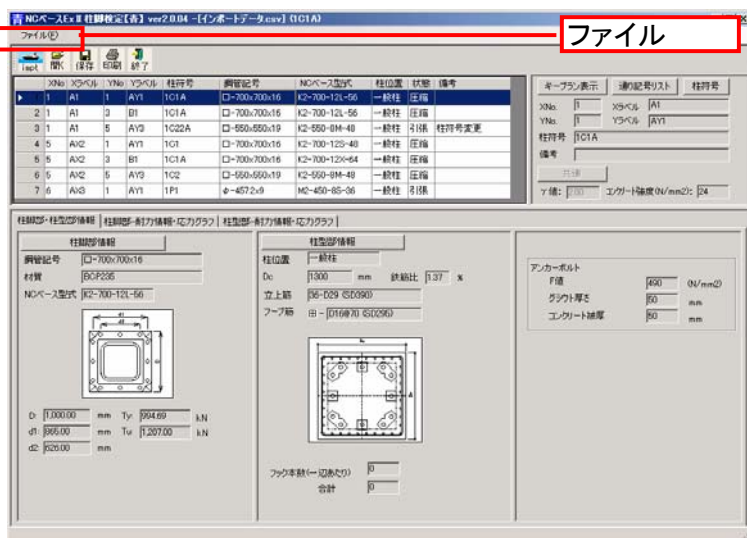 青 NCベースExⅡ 柱脚検定【青】 ver2.0.04 -[インポートデータ.csv] (1C1A)
ファイル(F)
ファイル
impt 開く 保存 印刷 終了
XNo Xラベル YNo Yラベル 柱符号 鋼管記号 NCベース型式 柱位置 状態 備考
1 A1 1 AY1 1C1A □-700x700x16 K2-700-12L-56 一般柱 圧縮
2 1 A1 3 B1 1C1A □-700x700x16 K2-700-12L-56 一般柱 圧縮
3 1 A1 5 AY3 1C22A □-550x550x19 K2-550-8M-48 一般柱 引張 柱符号変更
4 5 AX2 1 AY1 1C1 □-700x700x16 K2-700-12S-48 一般柱 圧縮
5 5 AX2 3 B1 1C1A □-700x700x16 K2-700-12X-64 一般柱 圧縮
6 5 AX2 5 AY3 1C2 □-550x550x19 K2-550-8M-48 一般柱 圧縮
7 6 AX3 1 AY1 1P1 φ-457.2x9 M2-450-8S-36 一般柱 引張
キープラン表示 通り記号リスト 柱符号
XNo. 1 Xラベル A1
YNo. 1 Yラベル AY1
柱符号 1C1A
備考
共通
γ値: 2.00 コンクリート強度(N/mm2): 24
柱脚部・柱型部情報 柱脚部-耐力情報・応力グラフ 柱型部-耐力情報・応力グラフ
柱脚部情報
鋼管記号 □-700x700x16
材質 BCP235
NCベース型式 K2-700-12L-56
D: 1,000.00 mm Ty: 994.69 kN
d1: 865.00 mm Tu: 1,207.00 kN
d2: 626.00 mm
柱型部情報
柱位置 一般柱
Dc 1300 mm 鉄筋比 1.37 %
立上筋 36-D29 (SD390)
フープ筋 田 - D16@70 (SD295)
フック本数(一辺あたり) 0
合計 0
アンカーボルト
F値 490 (N/mm2)
グラウト厚さ 50 mm
コンクリート被厚 50 mm